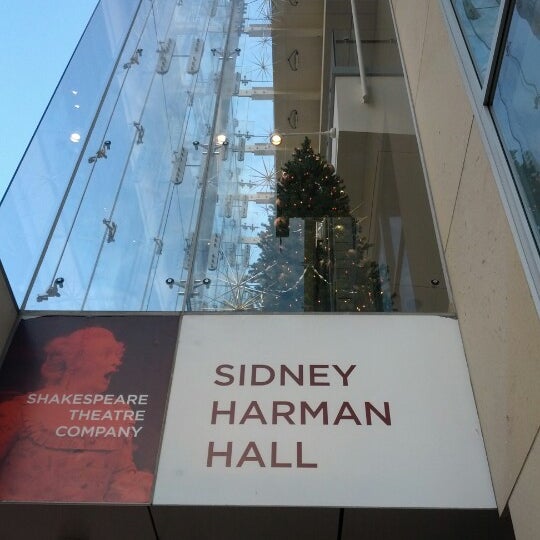 SHAKESPEARE
THEATRE
COMPANY
SIDNEY
HARMAN
HALL